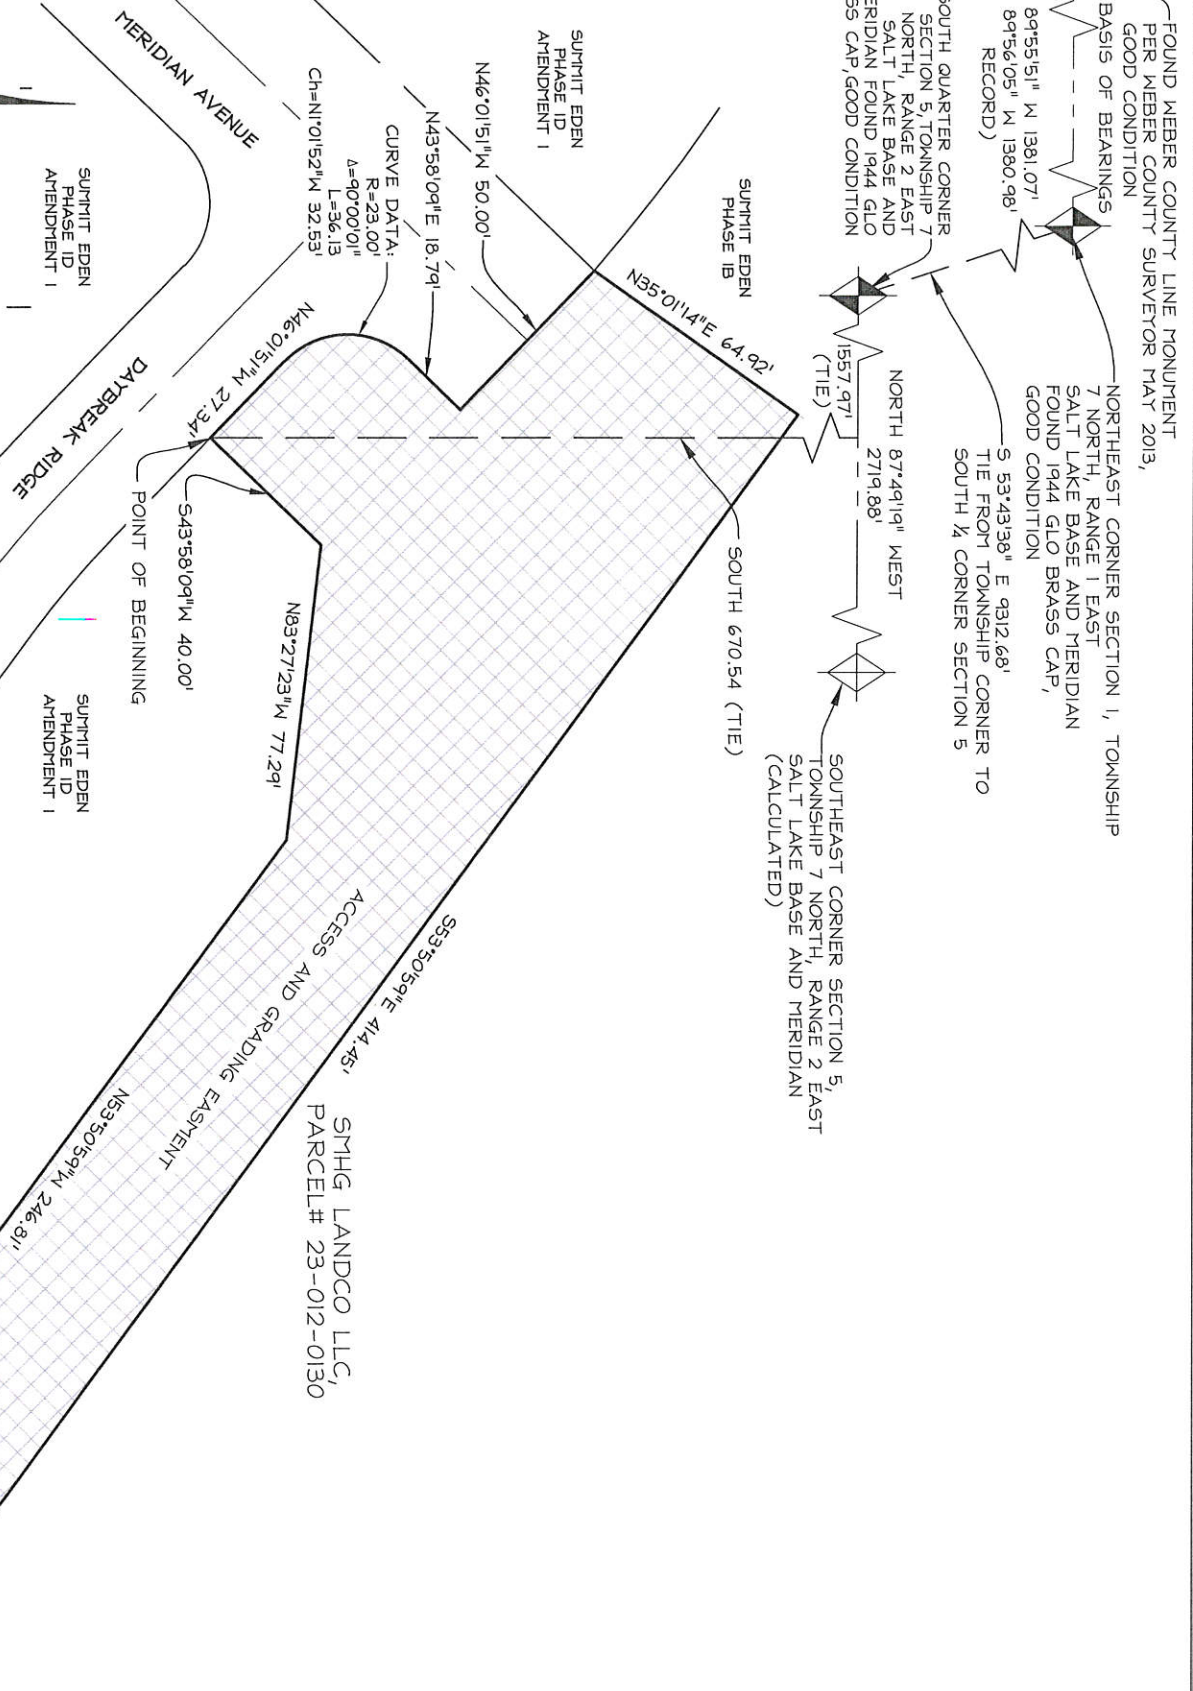 FOUND WEBER COUNTY LINE MONUMENT
PER WEBER COUNTY SURVEYOR MAY 2013,
GOOD CONDITION
BASIS OF BEARINGS
89°55'51" W 1381.07'
89°56'05" W 1380.98'
RECORD)
NORTHEAST CORNER SECTION 1, TOWNSHIP
7 NORTH, RANGE 1 EAST
SALT LAKE BASE AND MERIDIAN
FOUND 1944 GLO BRASS CAP,
GOOD CONDITION
S 53°43'38" E 9312.68'
TIE FROM TOWNSHIP CORNER TO
SOUTH ¼ CORNER SECTION 5
SOUTH QUARTER CORNER
SECTION 5, TOWNSHIP 7
NORTH, RANGE 2 EAST
SALT LAKE BASE AND
ERIDIAN FOUND 1944 GLO
SS CAP, GOOD CONDITION
NORTH 87°49'19" WEST
2719.88'
1557.97'
(TIE)
SOUTHEAST CORNER SECTION 5,
TOWNSHIP 7 NORTH, RANGE 2 EAST
SALT LAKE BASE AND MERIDIAN
(CALCULATED)
SUMMIT EDEN
PHASE 1B
N35°01'14"E 64.92'
SOUTH 670.54 (TIE)
SUMMIT EDEN
PHASE 1D
AMENDMENT 1
N46°01'51"W 50.00'
N43°58'09"E 18.79'
CURVE DATA:
R=23.00'
Δ=90°00'01"
L=36.13
Ch=N1°01'52"W 32.53'
N46°01'51"W 27.34'
S43°58'09"W 40.00'
POINT OF BEGINNING
N83°27'23"W 77.29'
S53°50'59"E 414.45'
ACCESS AND GRADING EASMENT
N53°50'59"W 246.81'
SMHG LANDCO LLC,
PARCEL# 23-012-0130
MERIDIAN AVENUE
DAYBREAK RIDGE
SUMMIT EDEN
PHASE 1D
AMENDMENT 1
SUMMIT EDEN
PHASE 1D
AMENDMENT 1